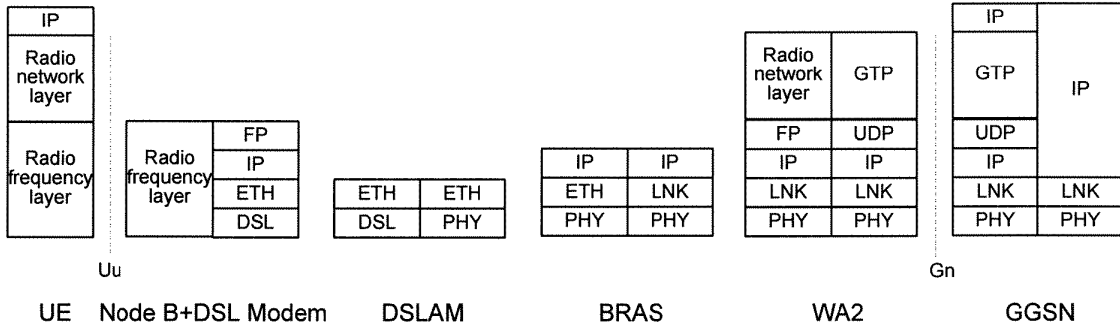 IP
Radio
network
layer
Radio
frequency
layer
Radio
frequency
layer
FP
IP
ETH
DSL
ETH
ETH
DSL
PHY
IP
IP
ETH
LNK
PHY
PHY
Radio
network
layer
GTP
FP
UDP
IP
IP
LNK
LNK
PHY
PHY
IP
GTP
IP
UDP
IP
LNK
LNK
PHY
PHY
Uu
Gn
UE
Node B+DSL Modem
DSLAM
BRAS
WA2
GGSN